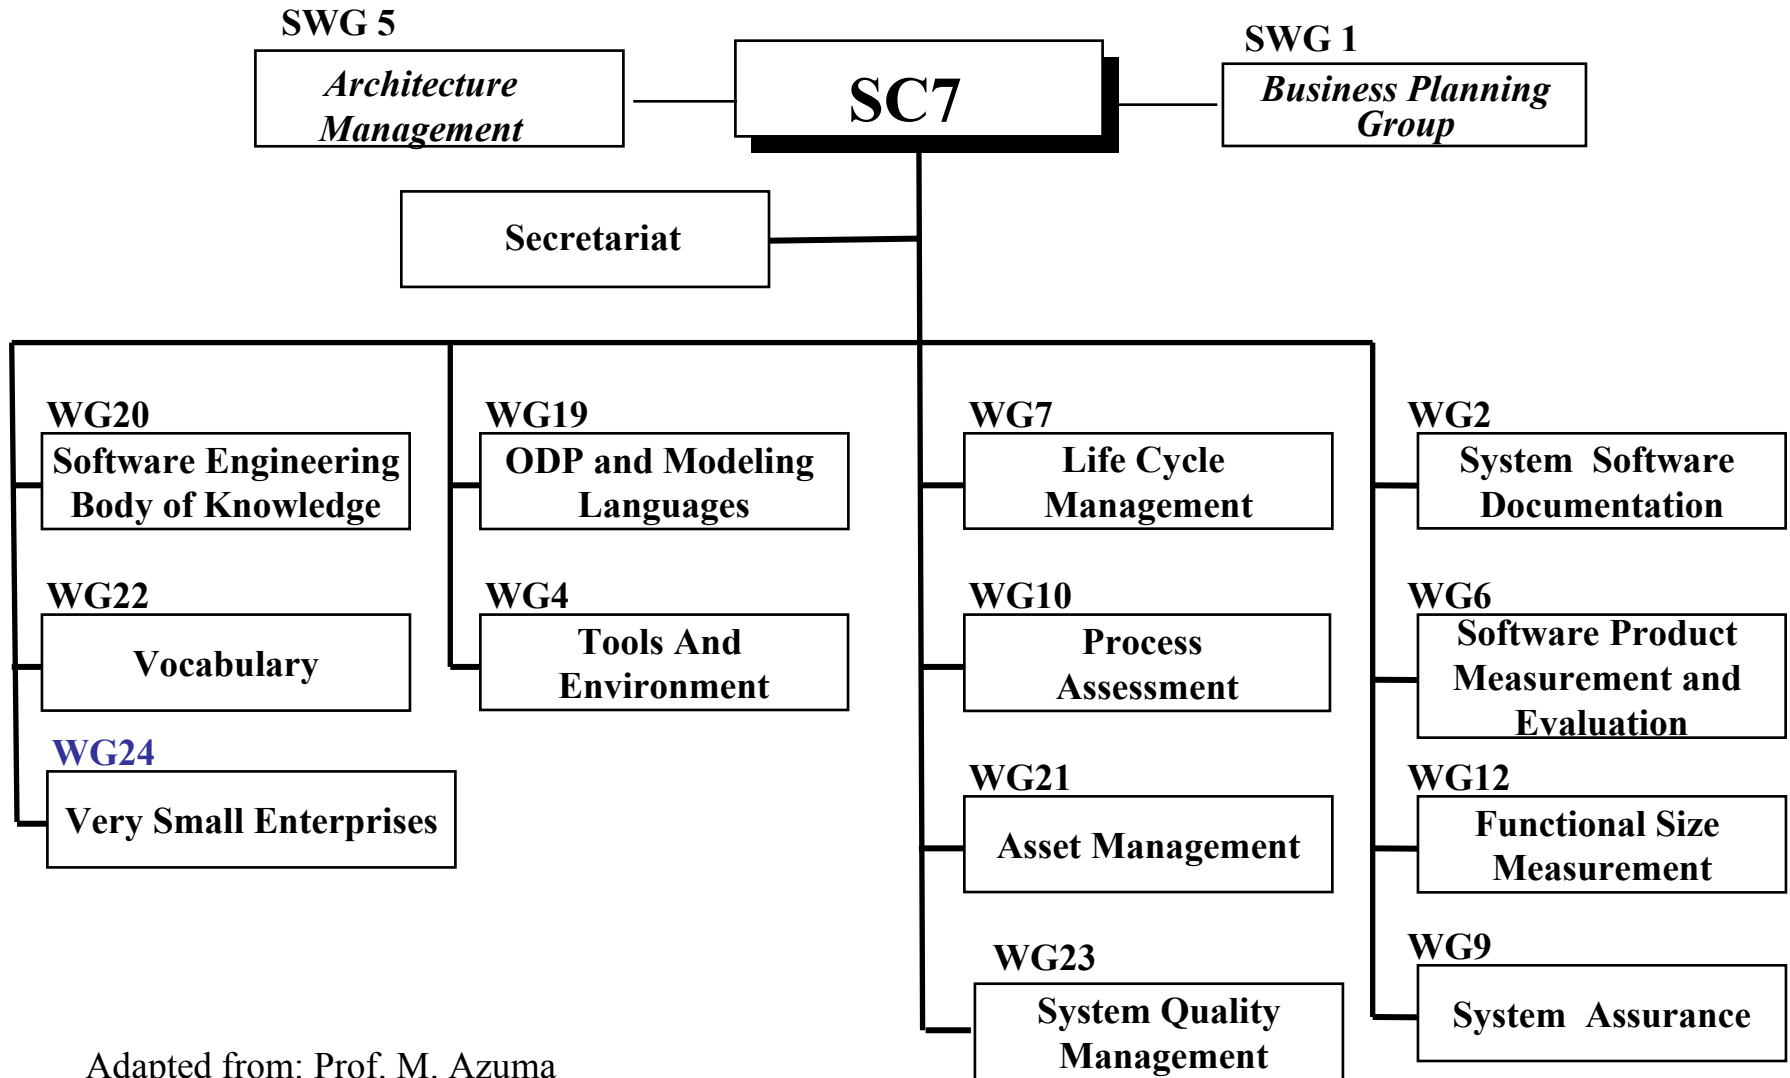 SWG 5
Architecture
Management
SC7
SWG 1
Business Planning
Group
Secretariat
WG20
Software Engineering
Body of Knowledge
WG22
Vocabulary
WG24
Very Small Enterprises
WG19
ODP and Modeling
Languages
WG4
Tools And
Environment
WG7
Life Cycle
Management
WG10
Process
Assessment
WG21
Asset Management
WG23
System Quality
Management
WG2
System Software
Documentation
WG6
Software Product
Measurement and
Evaluation
WG12
Functional Size
Measurement
WG9
System Assurance
Adapted from: Prof. M. Azuma